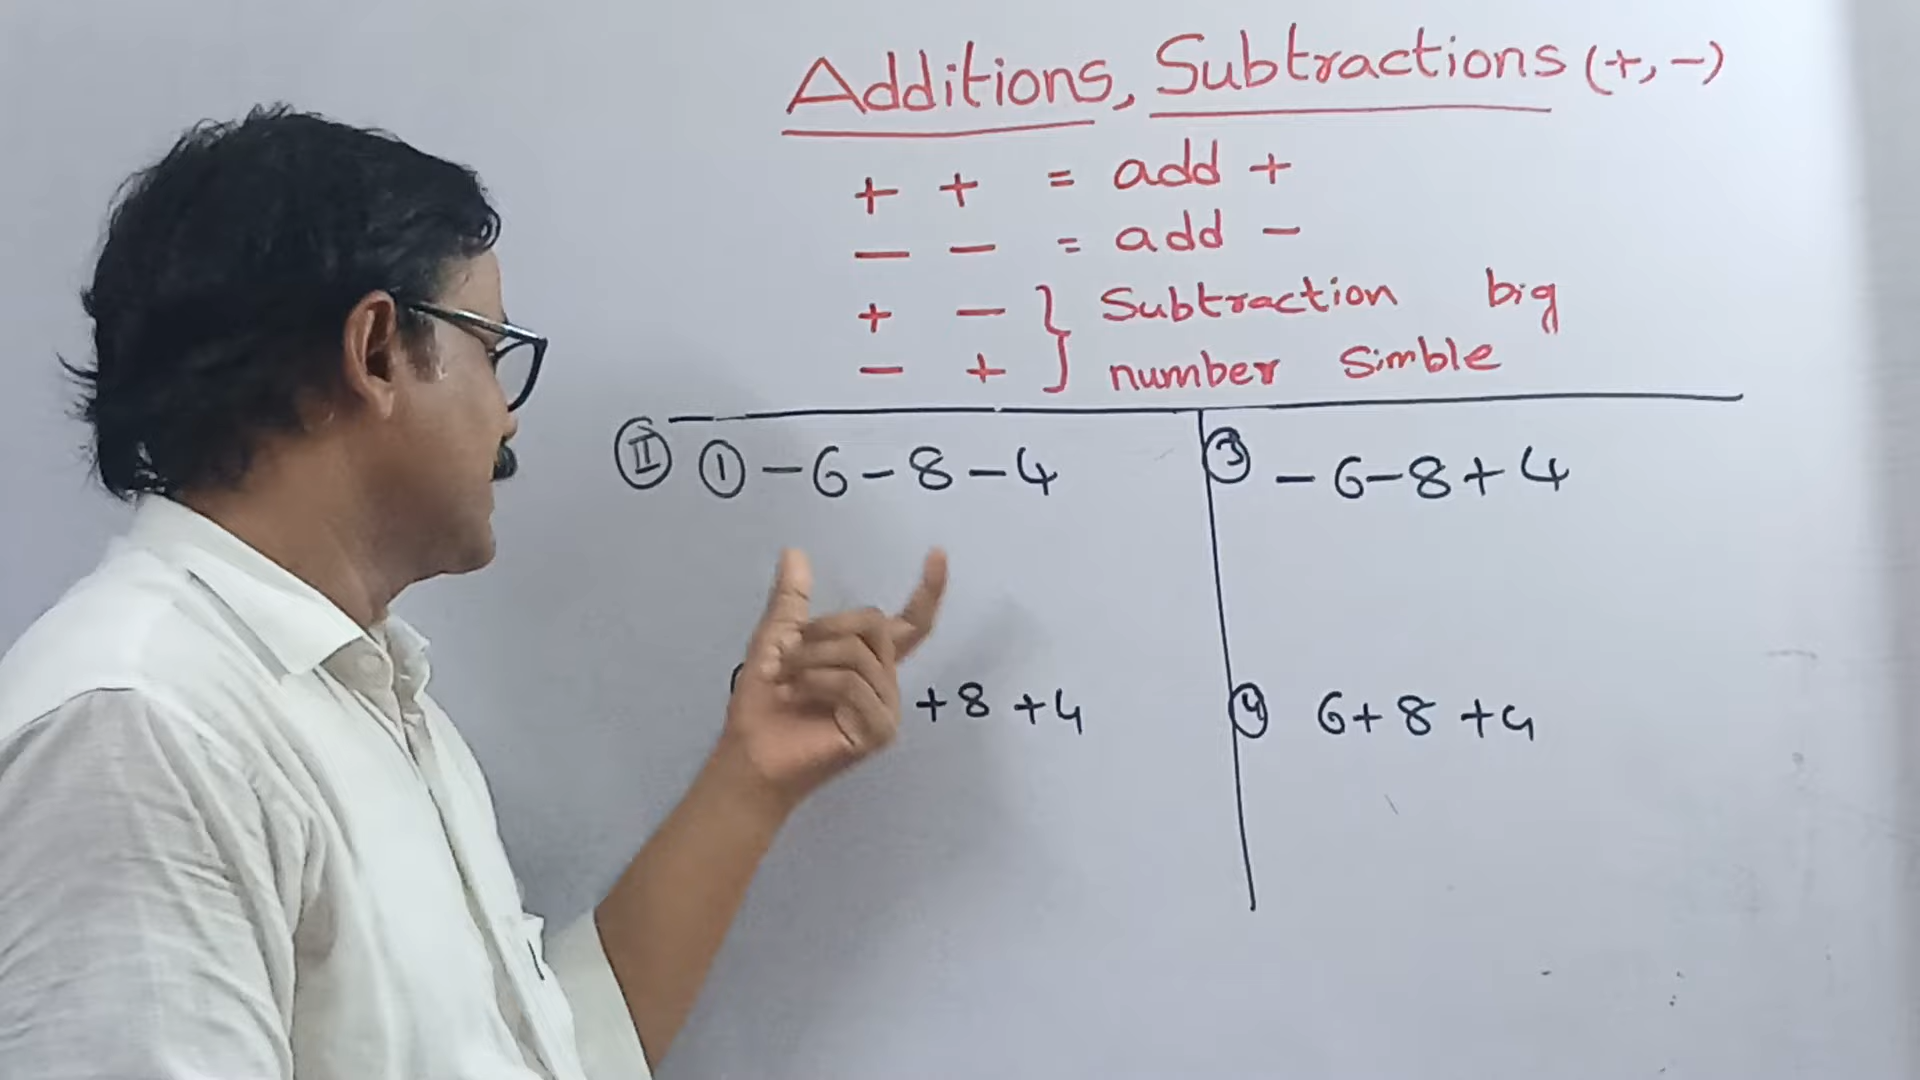 Additions, Subtractions (+, -)
+ + = add +
- - = add -
+ - } Subtraction big
- + number Simble
II 1 -6-8-4
3 -6-8+4
+8 +4
4 6+8 +4